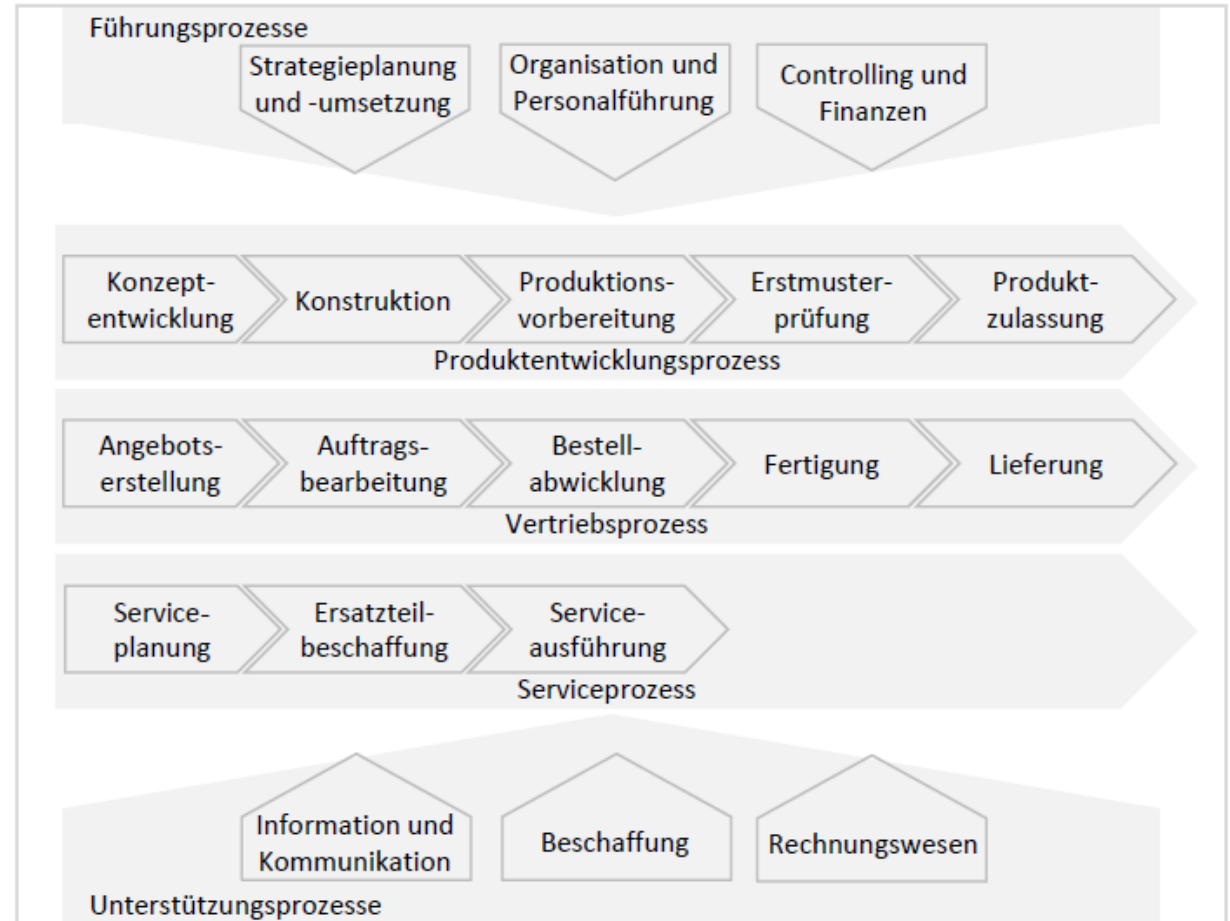 Führungsprozesse
Strategieplanung
und -umsetzung
Organisation und
Personalführung
Controlling und
Finanzen
Konzept-
entwicklung
Konstruktion
Produktions-
vorbereitung
Erstmuster-
prüfung
Produkt-
zulassung
Produktentwicklungsprozess
Angebots-
erstellung
Auftrags-
bearbeitung
Bestell-
abwicklung
Fertigung
Lieferung
Vertriebsprozess
Service-
planung
Ersatzteil-
beschaffung
Service-
ausführung
Serviceprozess
Information und
Kommunikation
Beschaffung
Rechnungswesen
Unterstützungsprozesse